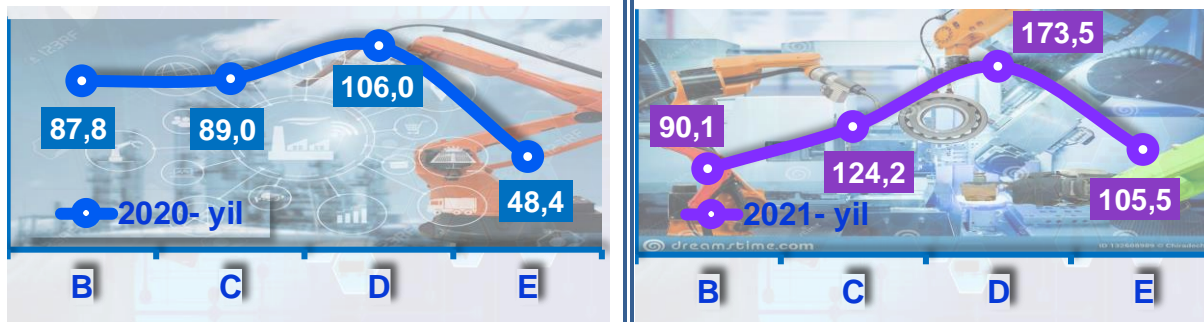 87,8
89,0
106,0
48,4
2020- yil
B C D E
90,1
124,2
173,5
105,5
2021- yil
dreamstime.com
B C D E